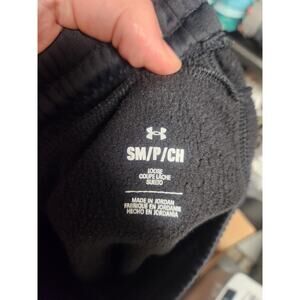 SM/P/CH
LOOSE
COUPE LÂCHE
SUELTO
MADE IN JORDAN
FABRIQUÉ EN JORDANIE
HECHO EN JORDANIA